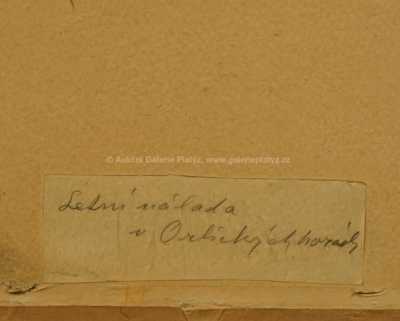 © Aukční Galerie Platýz, www.galerieplatyz.cz
Letní nálada
v Orlických horách